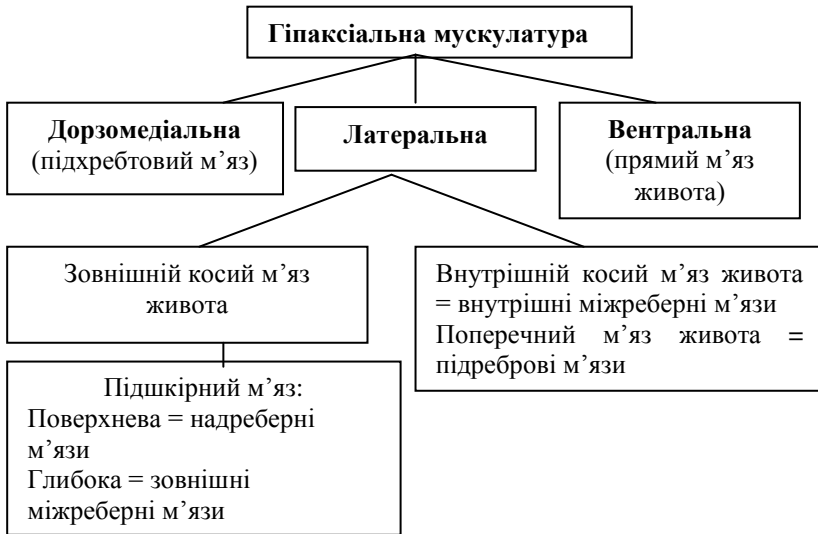 Гіпаксіальна мускулатура
Дорзомедіальна
(підхребтовий м’яз)
Латеральна
Вентральна
(прямий м’яз
живота)
Зовнішній косий м’яз
живота
Внутрішній косий м’яз живота
= внутрішні міжреберні м’язи
Поперечний м’яз живота =
підреброві м’язи
Підшкірний м’яз:
Поверхнева = надреберні
м’язи
Глибока = зовнішні
міжреберні м’язи